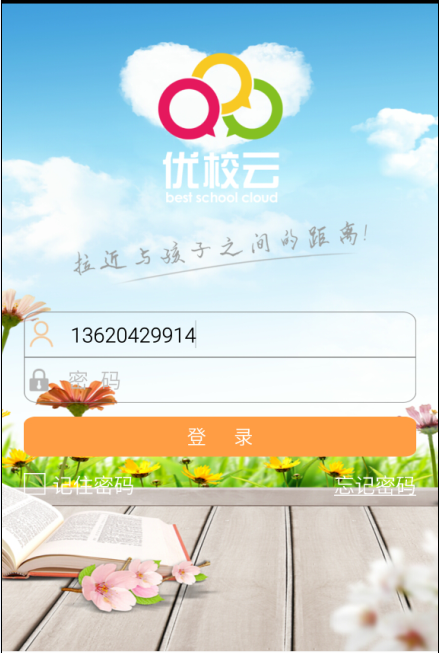 优校云
best school cloud
拉近与孩子之间的距离!
13620429914
密 码
登 录
记住密码 忘记密码